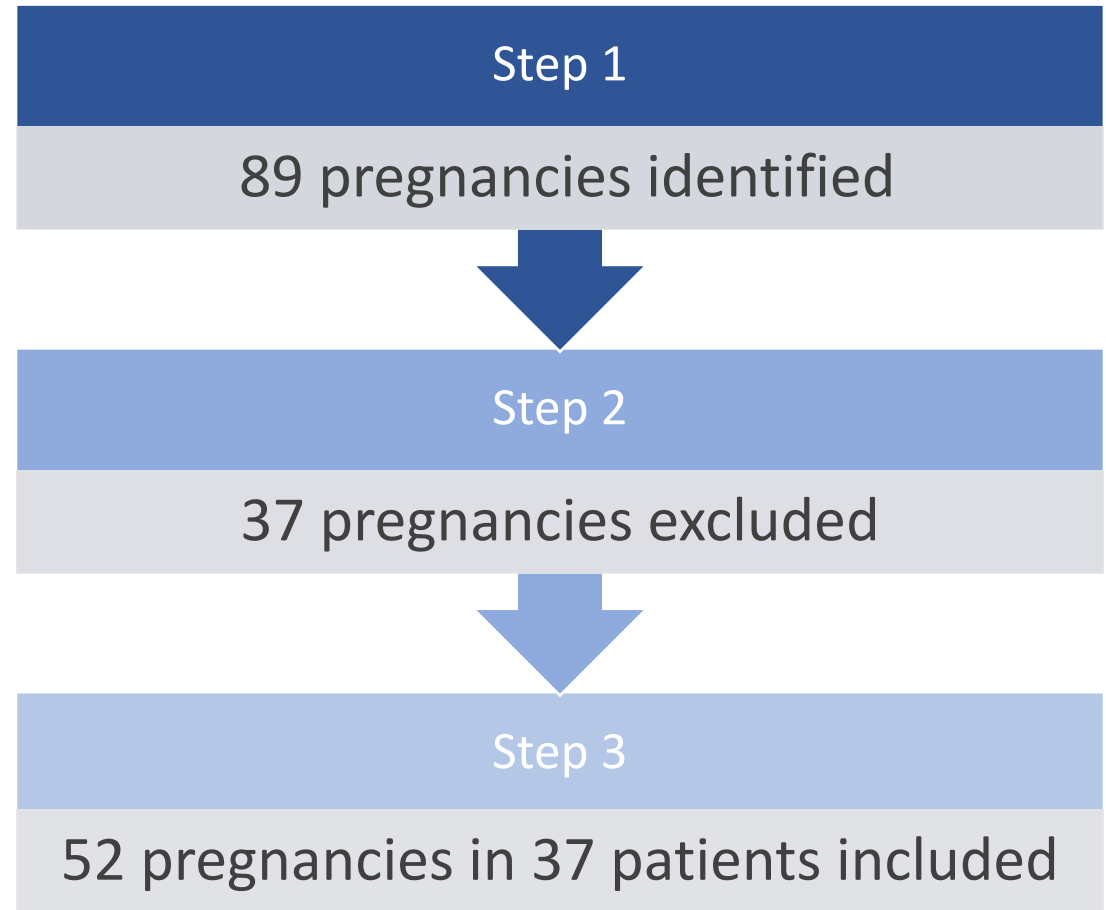 Step 1
89 pregnancies identified
Step 2
37 pregnancies excluded
Step 3
52 pregnancies in 37 patients included